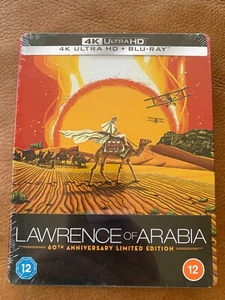 4K ULTRA HD
4K ULTRA HD + BLU-RAY
LAWRENCE OF ARABIA
60TH ANNIVERSARY LIMITED EDITION
12
12